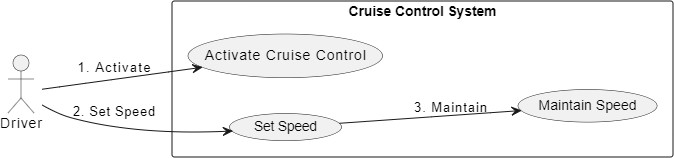 Cruise Control System
Activate Cruise Control
1. Activate
2. Set Speed
3. Maintain
Maintain Speed
Set Speed
Driver